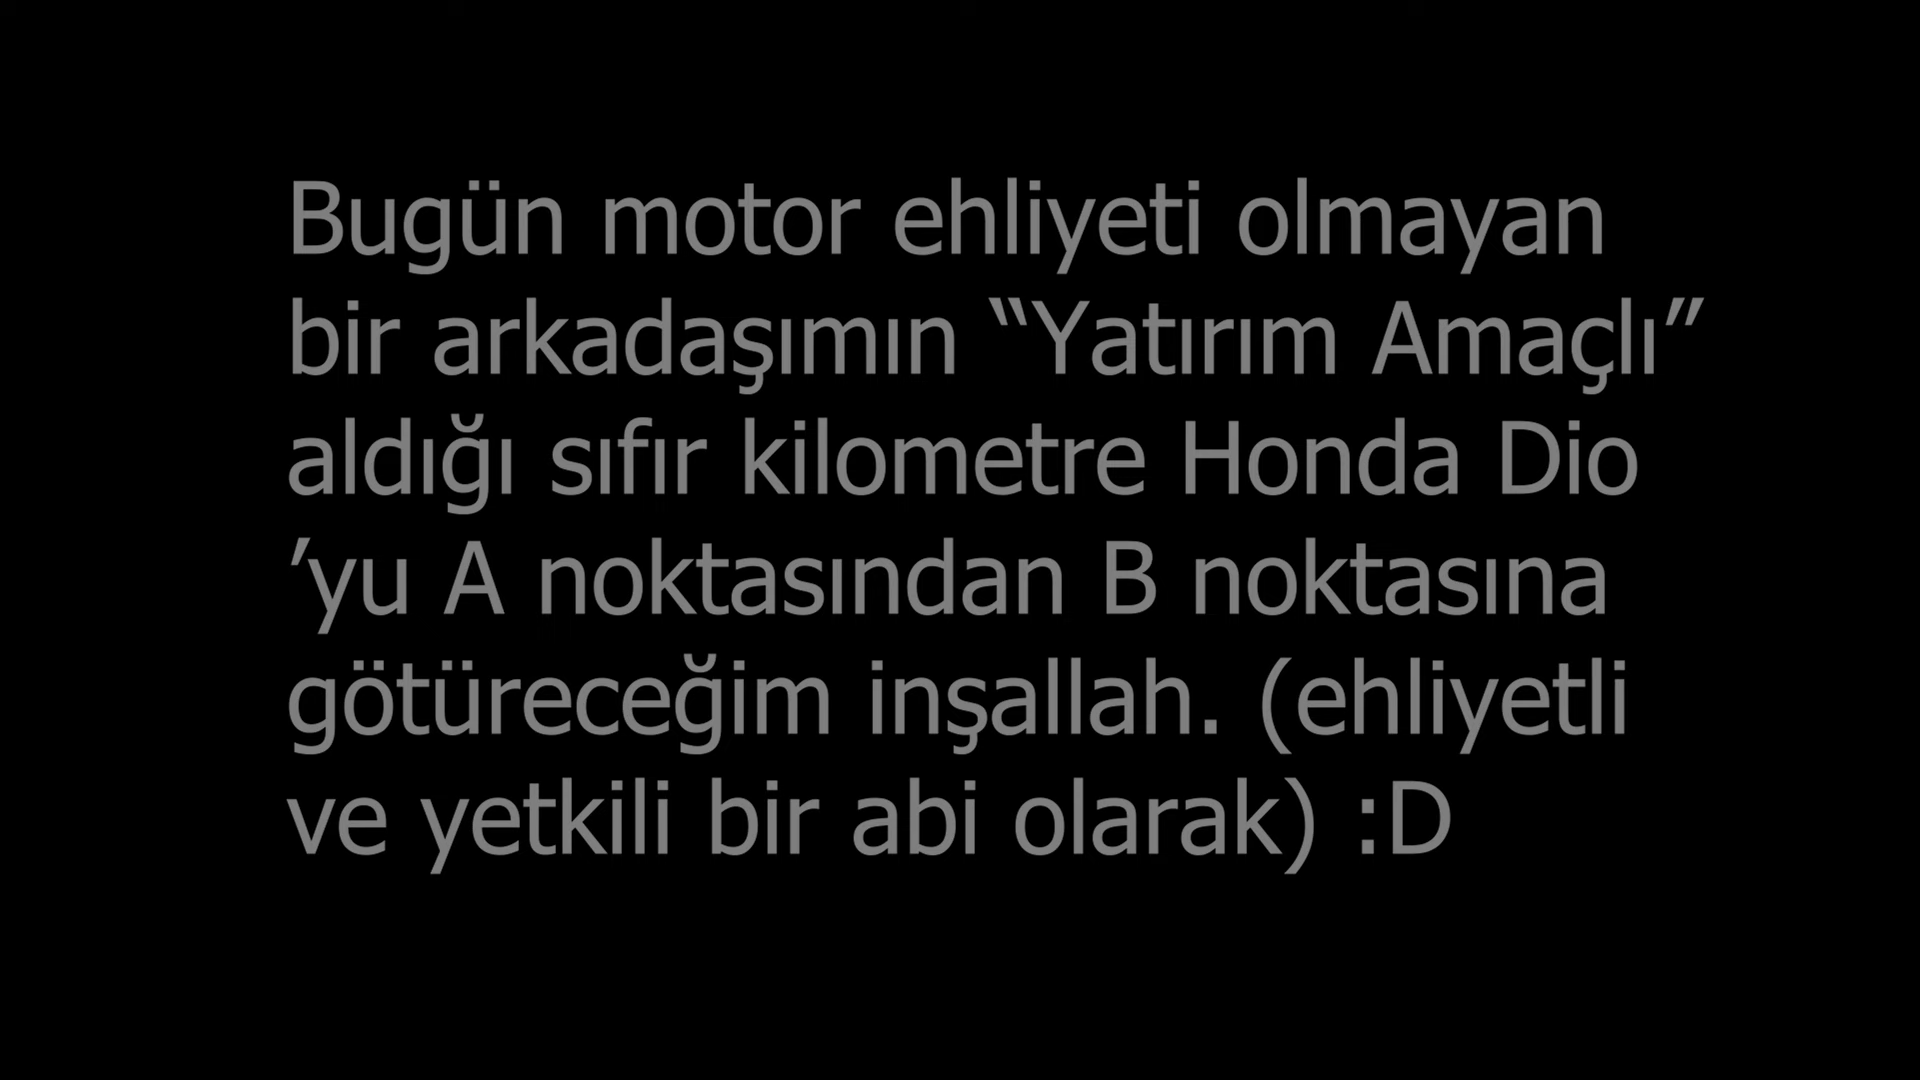 Bugün motor ehliyeti olmayan
bir arkadaşımın “Yatırım Amaçlı”
aldığı sıfır kilometre Honda Dio
’yu A noktasından B noktasına
götüreceğim inşallah. (ehliyetli
ve yetkili bir abi olarak) :D